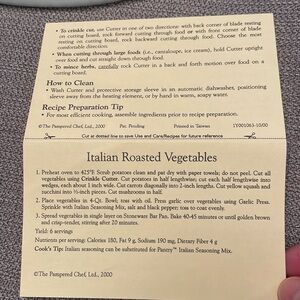 • To crinkle cut, use Cutter in one of two directions: with back corner of blade resting
on cutting board, rock forward cutting through food or with front corner of blade
resting on cutting board, rock backward cutting through food. Choose the most
comfortable direction.
• When cutting through large foods (i.e., cantaloupe, ice cream), hold Cutter upright
over food and cut straight down to cutting board.
• To mince herbs, carefully rock Cutter in a back and forth motion over food on a
cutting board.
How to Clean
• Wash Cutter and protective storage sleeve in an automatic dishwasher, positioning
sleeve away from the heating element, or by hand in warm, soapy water.
Recipe Preparation Tip
• For most efficient cooking, assemble ingredients prior to recipe preparation.
©The Pampered Chef, Ltd., 2000 Pat. Pending Printed in Taiwan
Cut at dotted line to save Use and Care/Recipes for future reference
Italian Roasted Vegetables
1. Preheat oven to 425°F. Scrub potatoes clean and pat dry with paper towels; do not peel. Cut all
vegetables using Crinkle Cutter. Cut potatoes in half lengthwise; cut each half lengthwise into
wedges, each about 1 inch wide. Cut carrots diagonally into 2-inch lengths. Cut yellow squash and
zucchini into ½-inch pieces. Cut mushrooms in half.
2. Place vegetables in 4-Qt. Bowl; toss with oil. Press garlic over vegetables using Garlic Press.
Sprinkle with Italian Seasoning Mix, salt and black pepper; toss to coat evenly.
3. Spread vegetables in single layer on Stoneware Bar Pan. Bake 40-45 minutes or until golden brown
and crisp-tender, stirring after 20 minutes.
Yield: 6 servings
Nutrients per serving: Calories 180, Fat 9 g, Sodium 190 mg, Dietary Fiber 4 g
Cook's Tip: Italian seasoning can be substituted for Pantry™ Italian Seasoning Mix.
©The Pampered Chef, Ltd., 2000